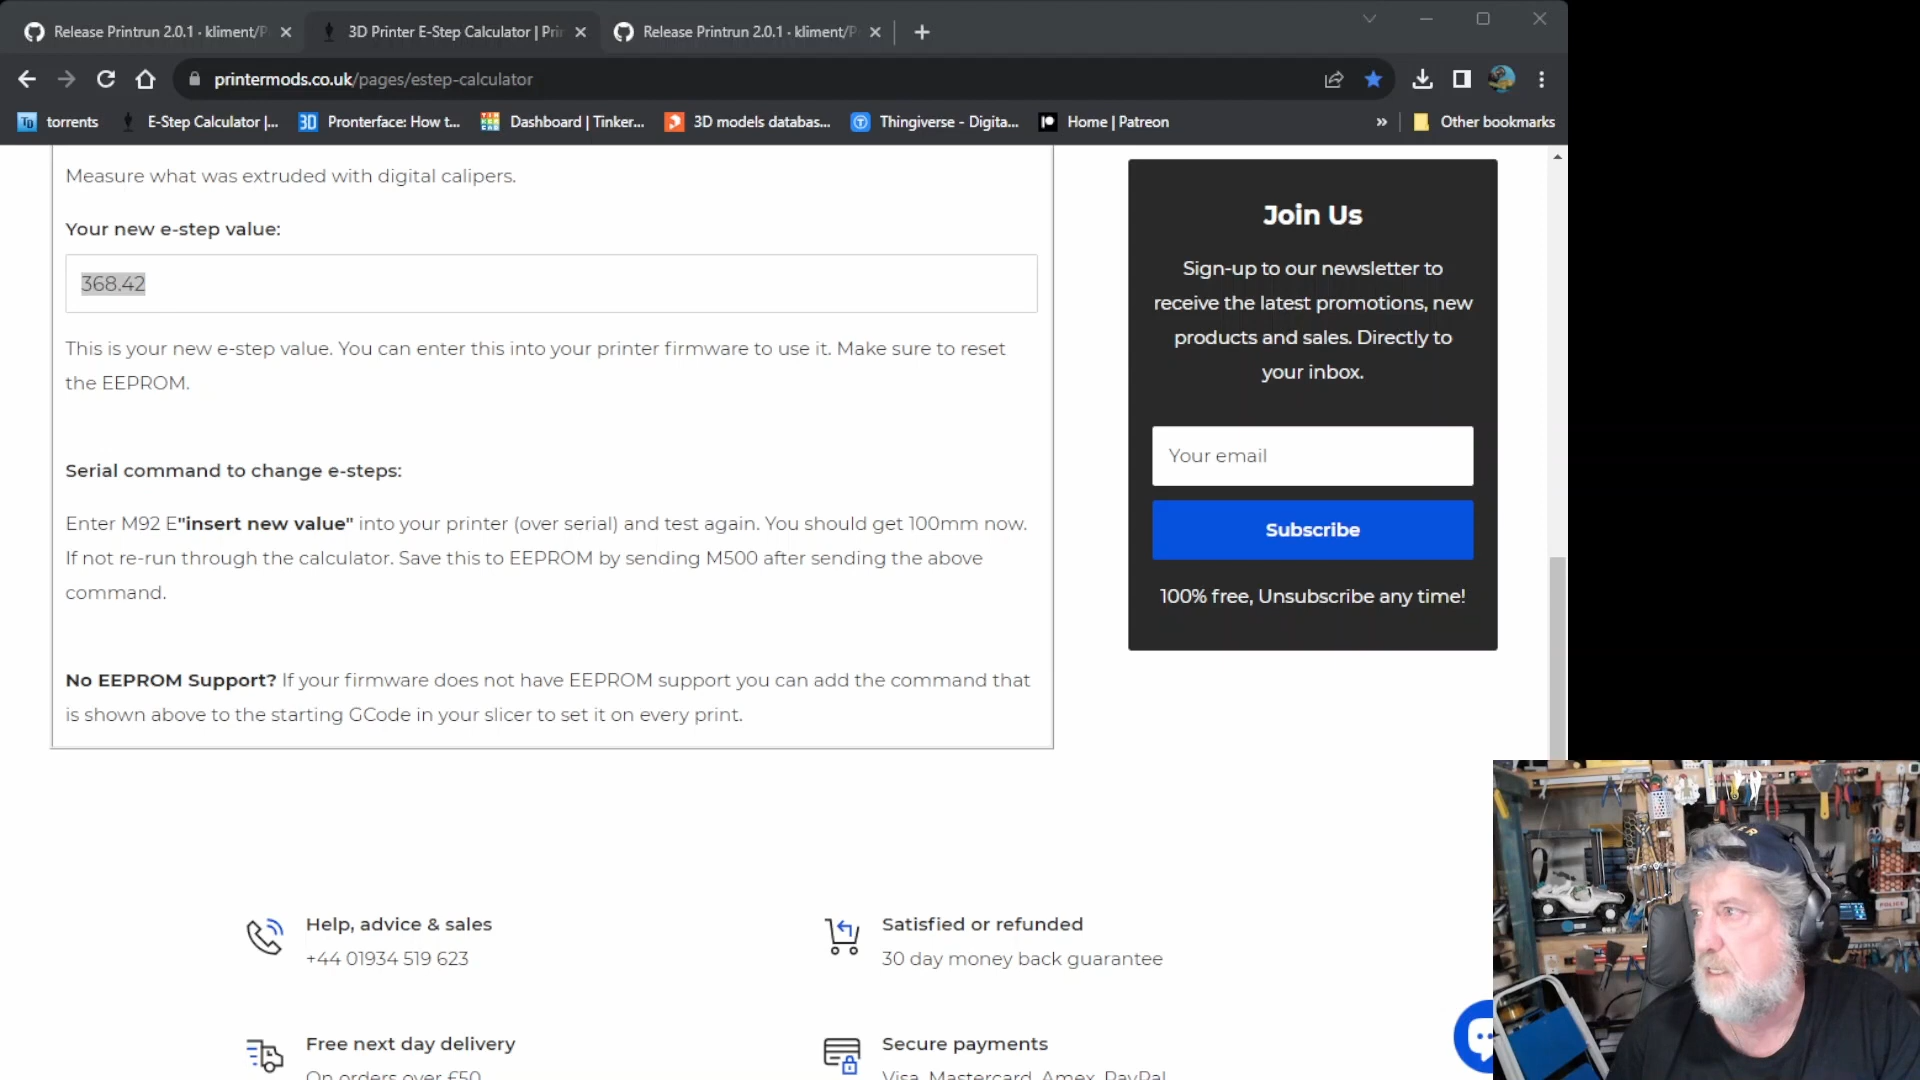 Release Printrun 2.0.1 · kliment/P
3D Printer E-Step Calculator | Prin
Release Printrun 2.0.1 · kliment/P
printermods.co.uk/pages/estep-calculator
torrents
E-Step Calculator |...
Pronterface: How t...
Dashboard | Tinker...
3D models databas...
Thingiverse - Digita...
Home | Patreon
Other bookmarks
Measure what was extruded with digital calipers.
Your new e-step value:
368.42
This is your new e-step value. You can enter this into your printer firmware to use it. Make sure to reset
the EEPROM.
Serial command to change e-steps:
Enter M92 E"insert new value" into your printer (over serial) and test again. You should get 100mm now.
If not re-run through the calculator. Save this to EEPROM by sending M500 after sending the above
command.
No EEPROM Support? If your firmware does not have EEPROM support you can add the command that
is shown above to the starting GCode in your slicer to set it on every print.
Join Us
Sign-up to our newsletter to
receive the latest promotions, new
products and sales. Directly to
your inbox.
Your email
Subscribe
100% free, Unsubscribe any time!
Help, advice & sales
+44 01934 519 623
Satisfied or refunded
30 day money back guarantee
Free next day delivery
On orders over £50
Secure payments
Visa, Mastercard, Amex, PayPal
POLICE